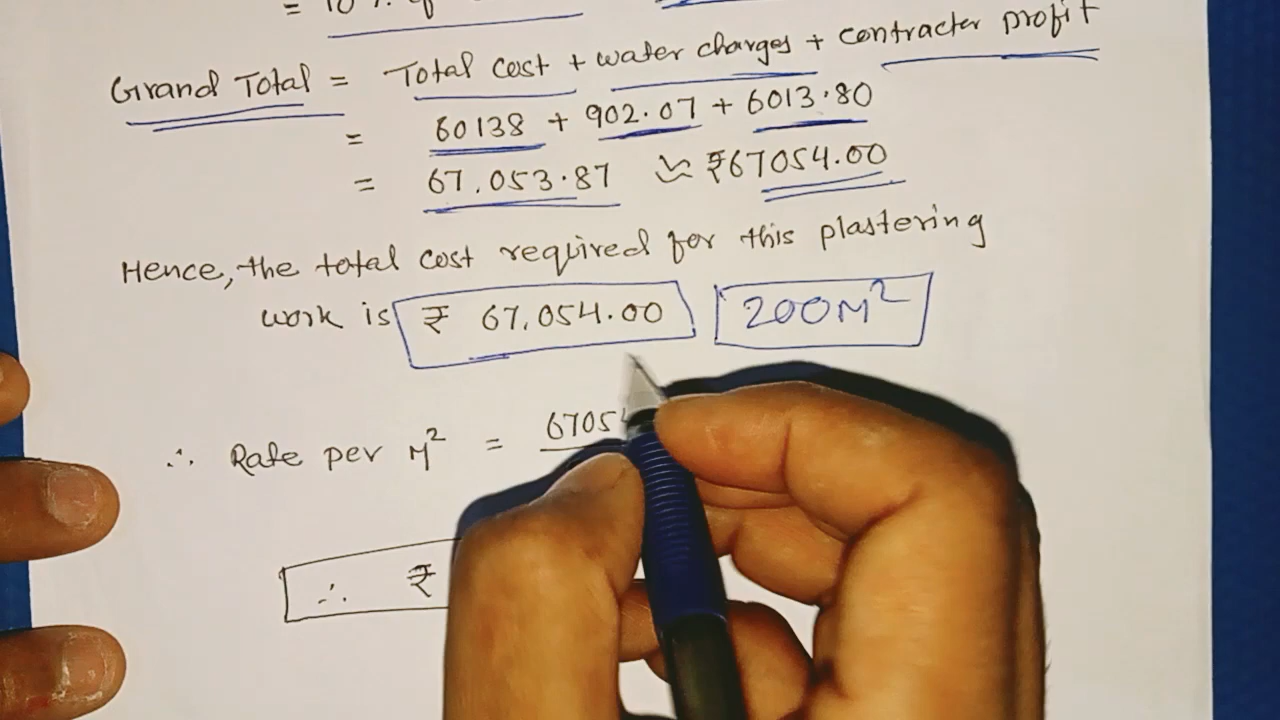 = 10%
Grand Total = Total cost + water charges + contracter profit
= 60138 + 902.07 + 6013.80
= 67,053.87 ≈ ₹67054.00
Hence, the total cost required for this plastering
work is ₹ 67,054.00 200M²
∴ Rate per M² = 6705
∴ ₹